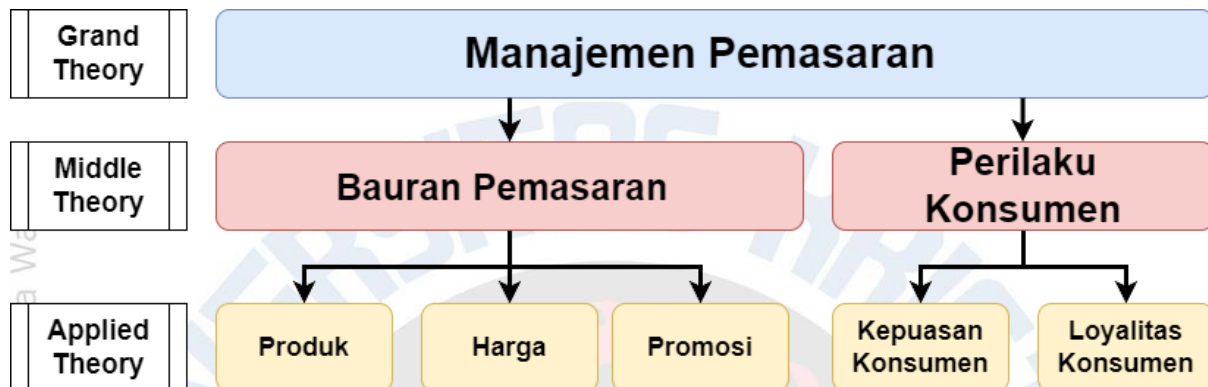 Grand
Theory
Manajemen Pemasaran
Middle
Theory
Bauran Pemasaran
Perilaku
Konsumen
Applied
Theory
Produk
Harga
Promosi
Kepuasan
Konsumen
Loyalitas
Konsumen